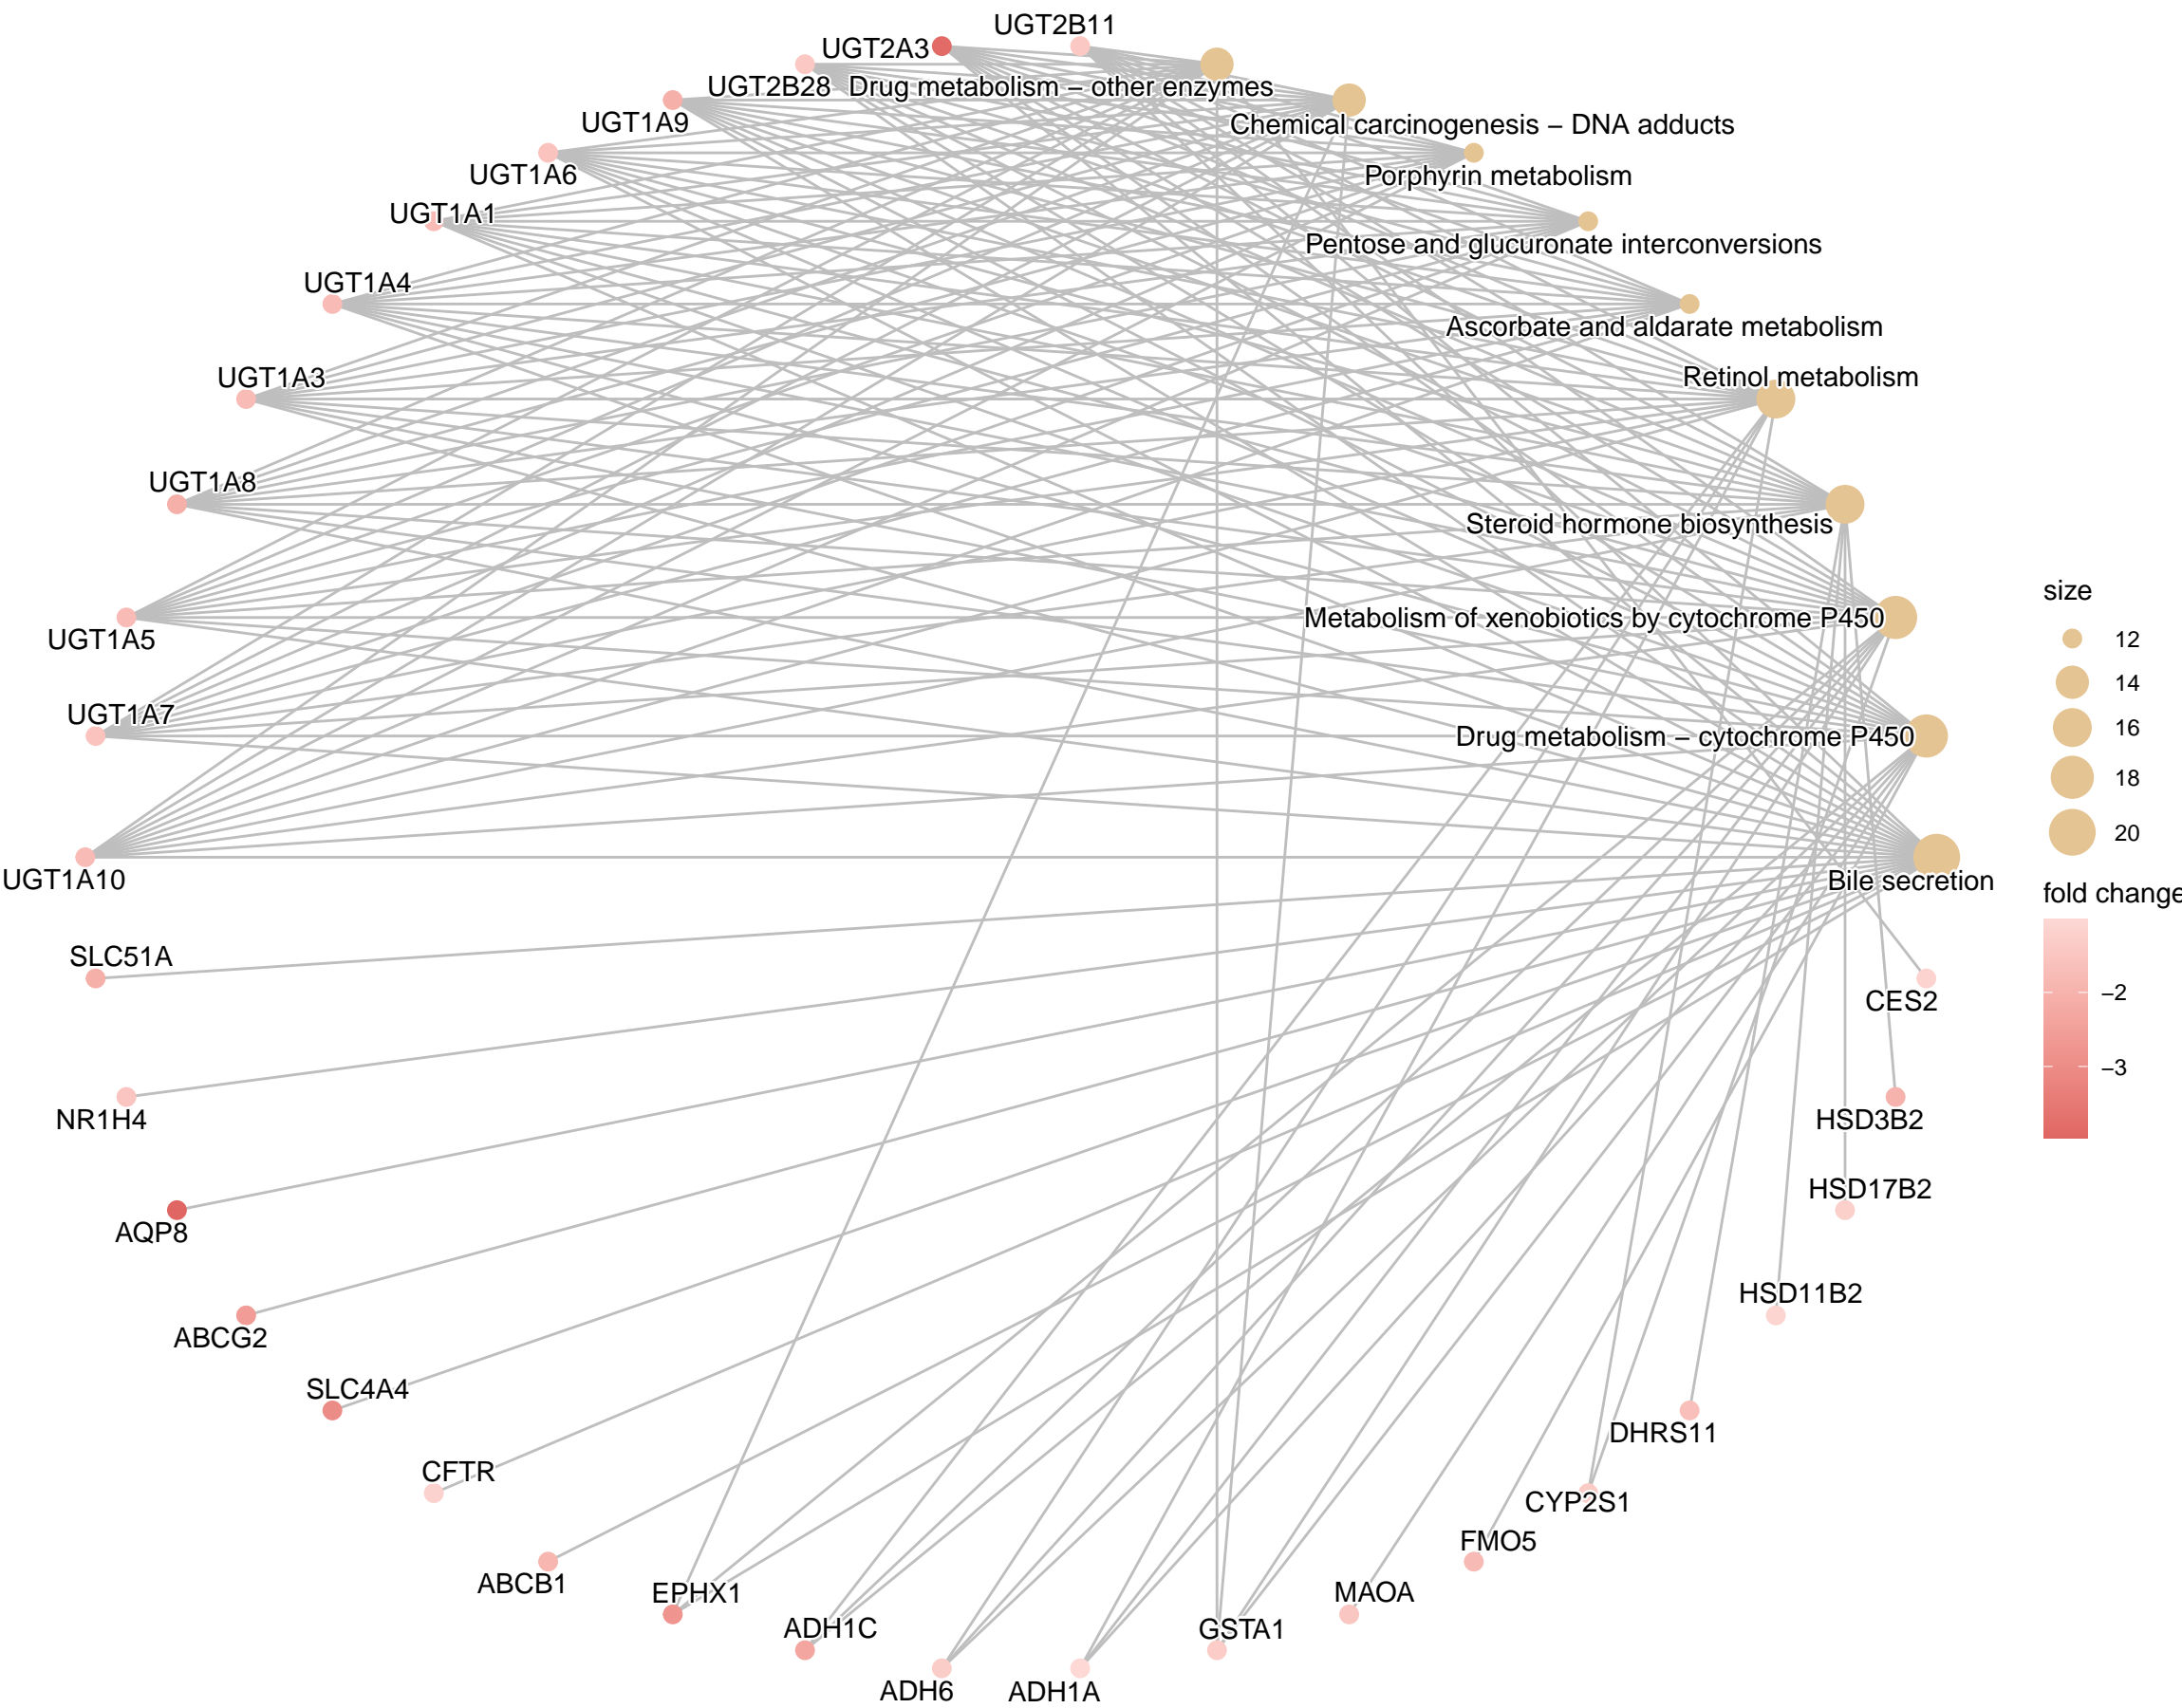 UGT2B11
UGT2A3
UGT2B28
Drug metabolism – other enzymes
UGT1A9
Chemical carcinogenesis – DNA adducts
UGT1A6
Porphyrin metabolism
UGT1A1
Pentose and glucuronate interconversions
UGT1A4
Ascorbate and aldarate metabolism
UGT1A3
Retinol metabolism
UGT1A8
Steroid hormone biosynthesis
UGT1A5
Metabolism of xenobiotics by cytochrome P450
UGT1A7
Drug metabolism – cytochrome P450
UGT1A10
Bile secretion
SLC51A
CES2
NR1H4
HSD3B2
AQP8
HSD17B2
ABCG2
HSD11B2
SLC4A4
DHRS11
CFTR
CYP2S1
ABCB1
FMO5
EPHX1
MAOA
ADH1C
GSTA1
ADH6
ADH1A
size
12
14
16
18
20
fold change
–2
–3